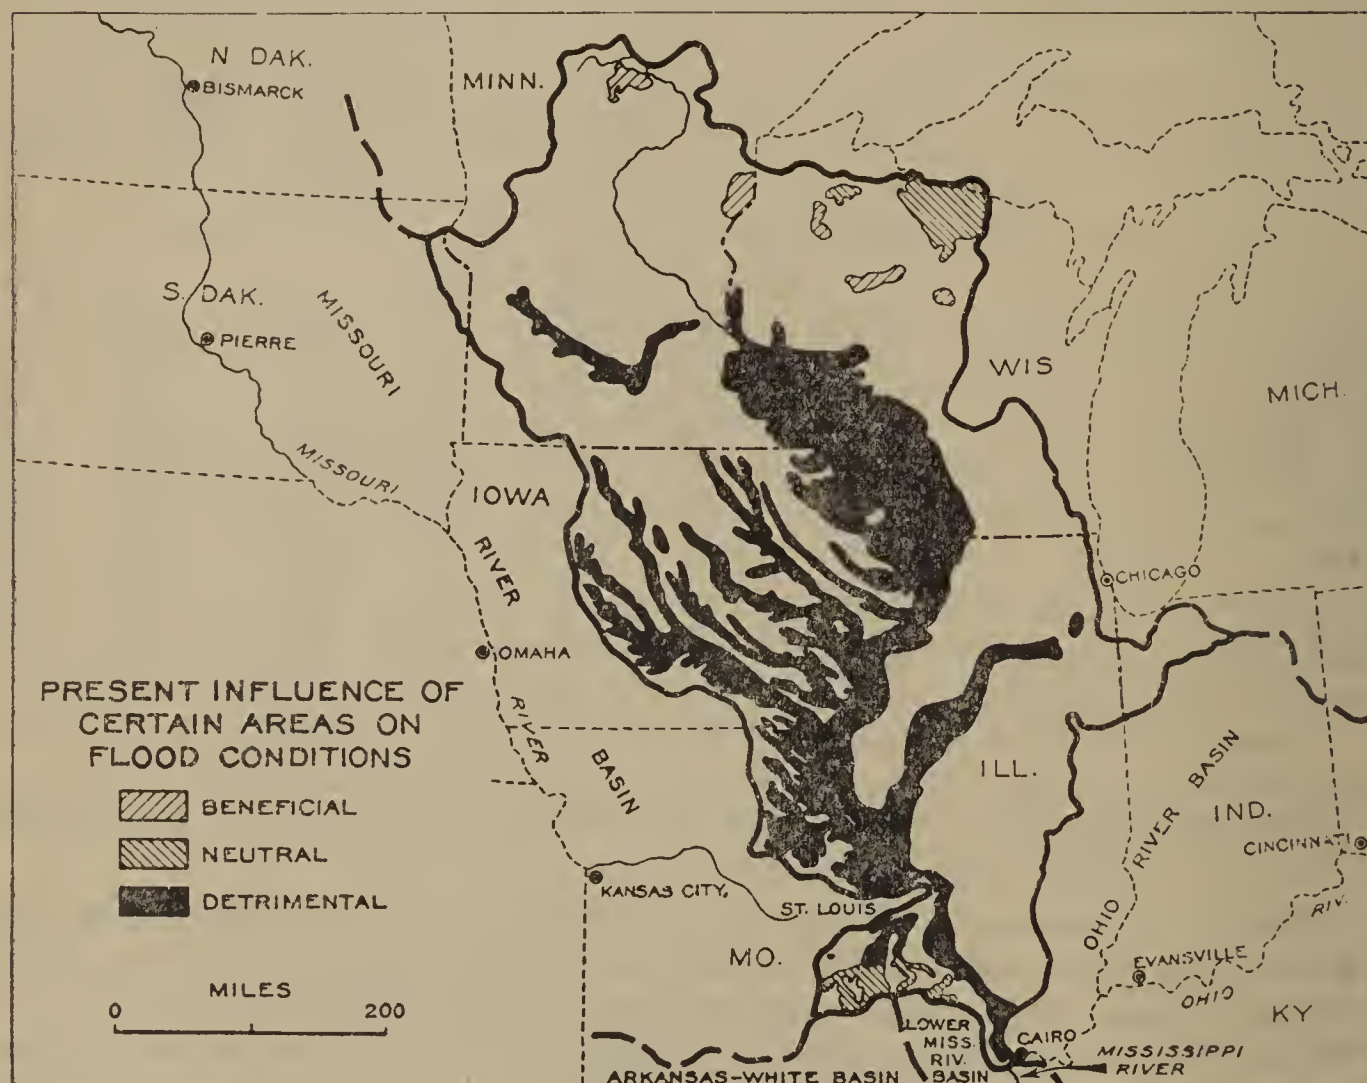 N DAK.
BISMARCK
MINN.
S. DAK.
PIERRE
MISSOURI
MISSOURI
WIS
MICH.
IOWA
RIVER
CHICAGO
OMAHA
PRESENT INFLUENCE OF
CERTAIN AREAS ON
FLOOD CONDITIONS
RIVER
BASIN
ILL.
OHIO RIVER BASIN
IND.
BENEFICIAL
NEUTRAL
DETRIMENTAL
CINCINNATI
KANSAS CITY
ST. LOUIS
RIV.
MO.
EVANSVILLE
OHIO
MILES
0 200
KY
LOWER
MISS.
RIV.
BASIN
CAIRO
MISSISSIPPI
RIVER
ARKANSAS-WHITE BASIN